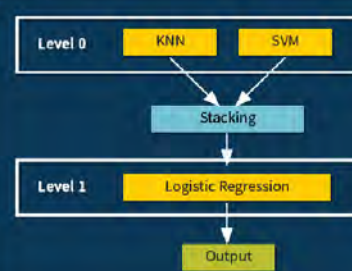 Level 0
KNN
SVM
Stacking
Level 1
Logistic Regression
Output